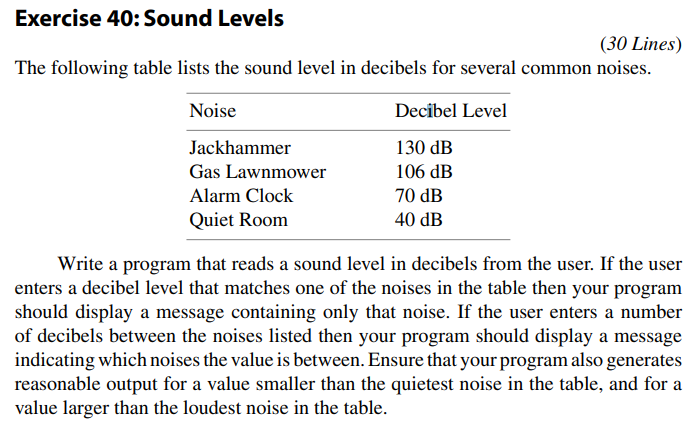 Exercise 40: Sound Levels
(30 Lines)
The following table lists the sound level in decibels for several common noises.
Noise Decibel Level
Jackhammer 130 dB
Gas Lawnmower 106 dB
Alarm Clock 70 dB
Quiet Room 40 dB
Write a program that reads a sound level in decibels from the user. If the user
enters a decibel level that matches one of the noises in the table then your program
should display a message containing only that noise. If the user enters a number
of decibels between the noises listed then your program should display a message
indicating which noises the value is between. Ensure that your program also generates
reasonable output for a value smaller than the quietest noise in the table, and for a
value larger than the loudest noise in the table.